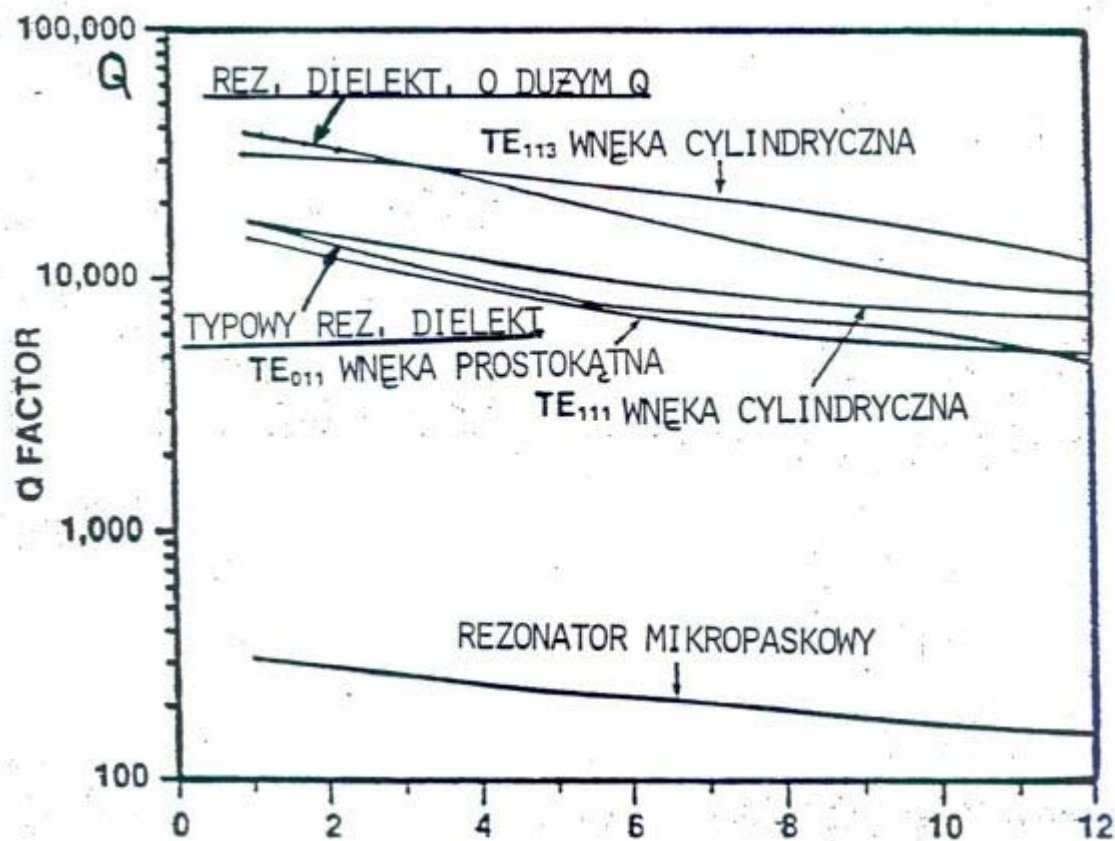 100,000
Q
REZ. DIELEKT. O DUŻYM Q
TE₁₁₃ WNĘKA CYLINDRYCZNA
10,000
TYPOWY REZ. DIELEKT
TE₀₁₁ WNĘKA PROSTOKĄTNA
TE₁₁₁ WNĘKA CYLINDRYCZNA
Q FACTOR
1,000
REZONATOR MIKROPASKOWY
100
0 2 4 6 8 10 12